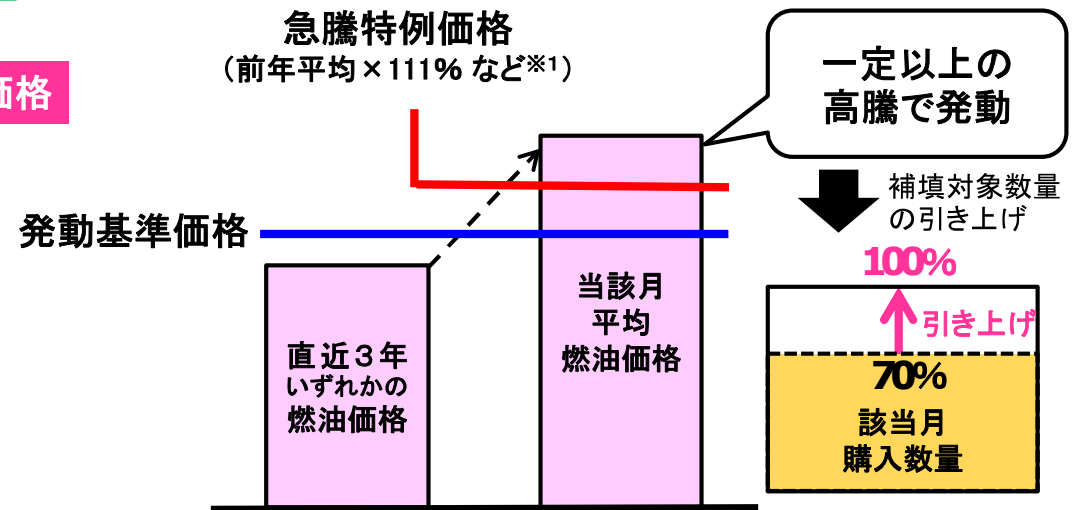 急騰特例価格
（前年平均×111% など※1）
価格
一定以上の
高騰で発動
補填対象数量
の引き上げ
発動基準価格
100%
引き上げ
当該月
平均
燃油価格
直近３年
いずれかの
燃油価格
70%
該当月
購入数量